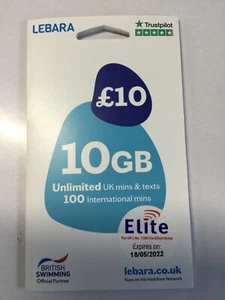 LEBARA
Trustpilot
£10
10GB
Unlimited UK mins & texts
100 International mins
Elite
Expires on:
18/05/2022
BRITISH
SWIMMING
Official Partner
lebara.co.uk
Runs on the Vodafone Network